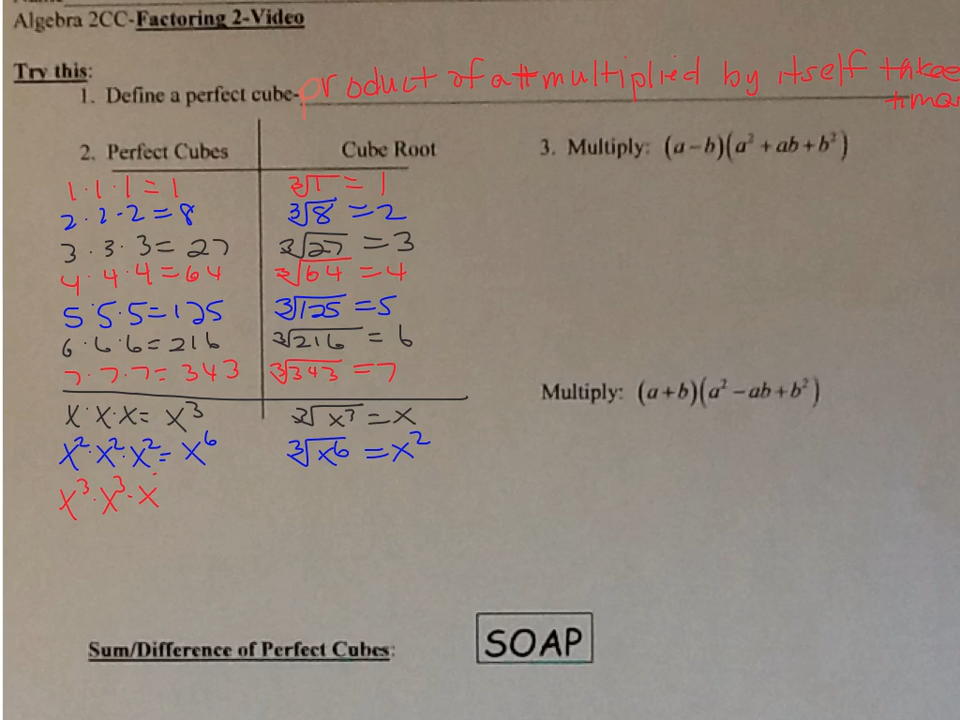 Algebra 2CC-Factoring 2-Video
Try this:
1. Define a perfect cube- product of a # multiplied by itself
2. Perfect Cubes Cube Root
1·1·1=1 ∛1=1
2·2·2=8 ∛8=2
3·3·3=27 ∛27=3
4·4·4=64 ∛64=4
5·5·5=125 ∛125=5
6·6·6=216 ∛216=6
7·7·7=343 ∛343=7
x·x·x=x³ ∛x³=x
x²·x²·x²=x⁶ ∛x⁶=x²
x³·x³·x
3. Multiply: (a−b)(a²+ab+b²)
Multiply: (a+b)(a²−ab+b²)
Sum/Difference of Perfect Cubes:
SOAP